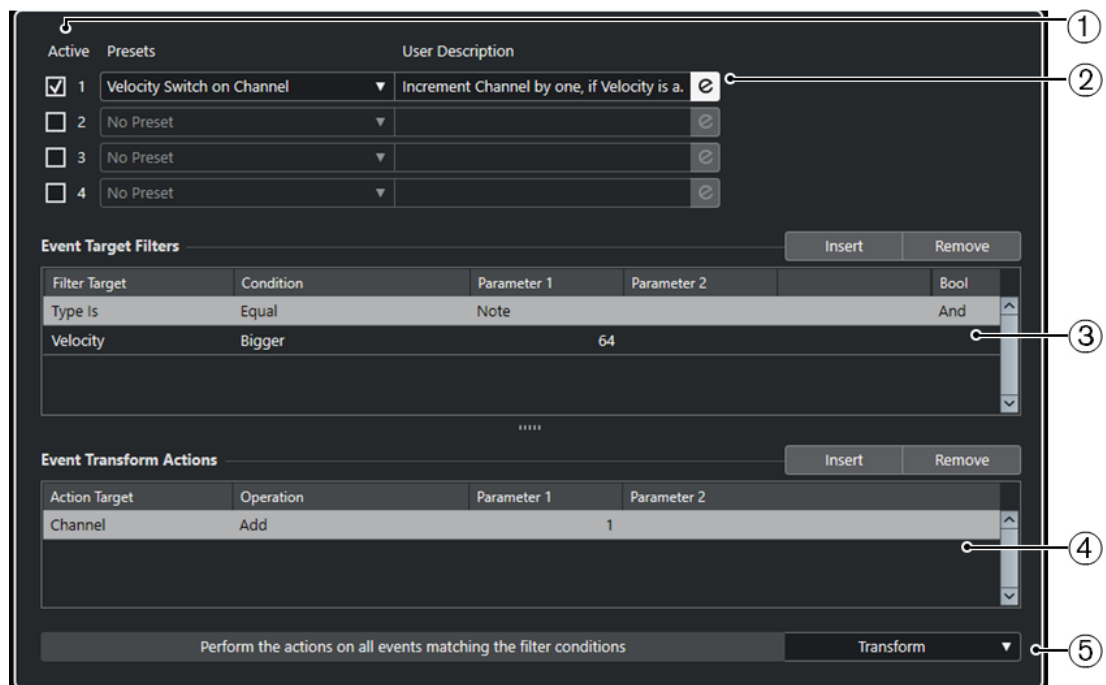 ①
Active Presets User Description
1 Velocity Switch on Channel Increment Channel by one, if Velocity is a. e
②
2 No Preset e
3 No Preset e
4 No Preset e
Event Target Filters Insert Remove
Filter Target Condition Parameter 1 Parameter 2 Bool
Type Is Equal Note And
Velocity Bigger 64
③
Event Transform Actions Insert Remove
Action Target Operation Parameter 1 Parameter 2
Channel Add 1
④
Perform the actions on all events matching the filter conditions Transform
⑤